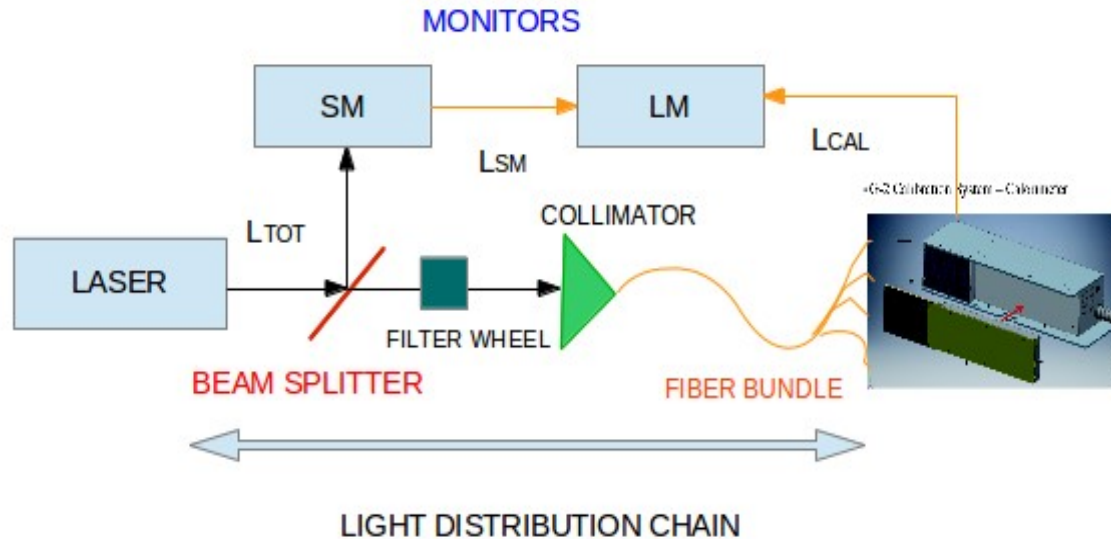 MONITORS
SM
LM
LSM
LCAL
LTOT
COLLIMATOR
LASER
FILTER WHEEL
BEAM SPLITTER
FIBER BUNDLE
LIGHT DISTRIBUTION CHAIN